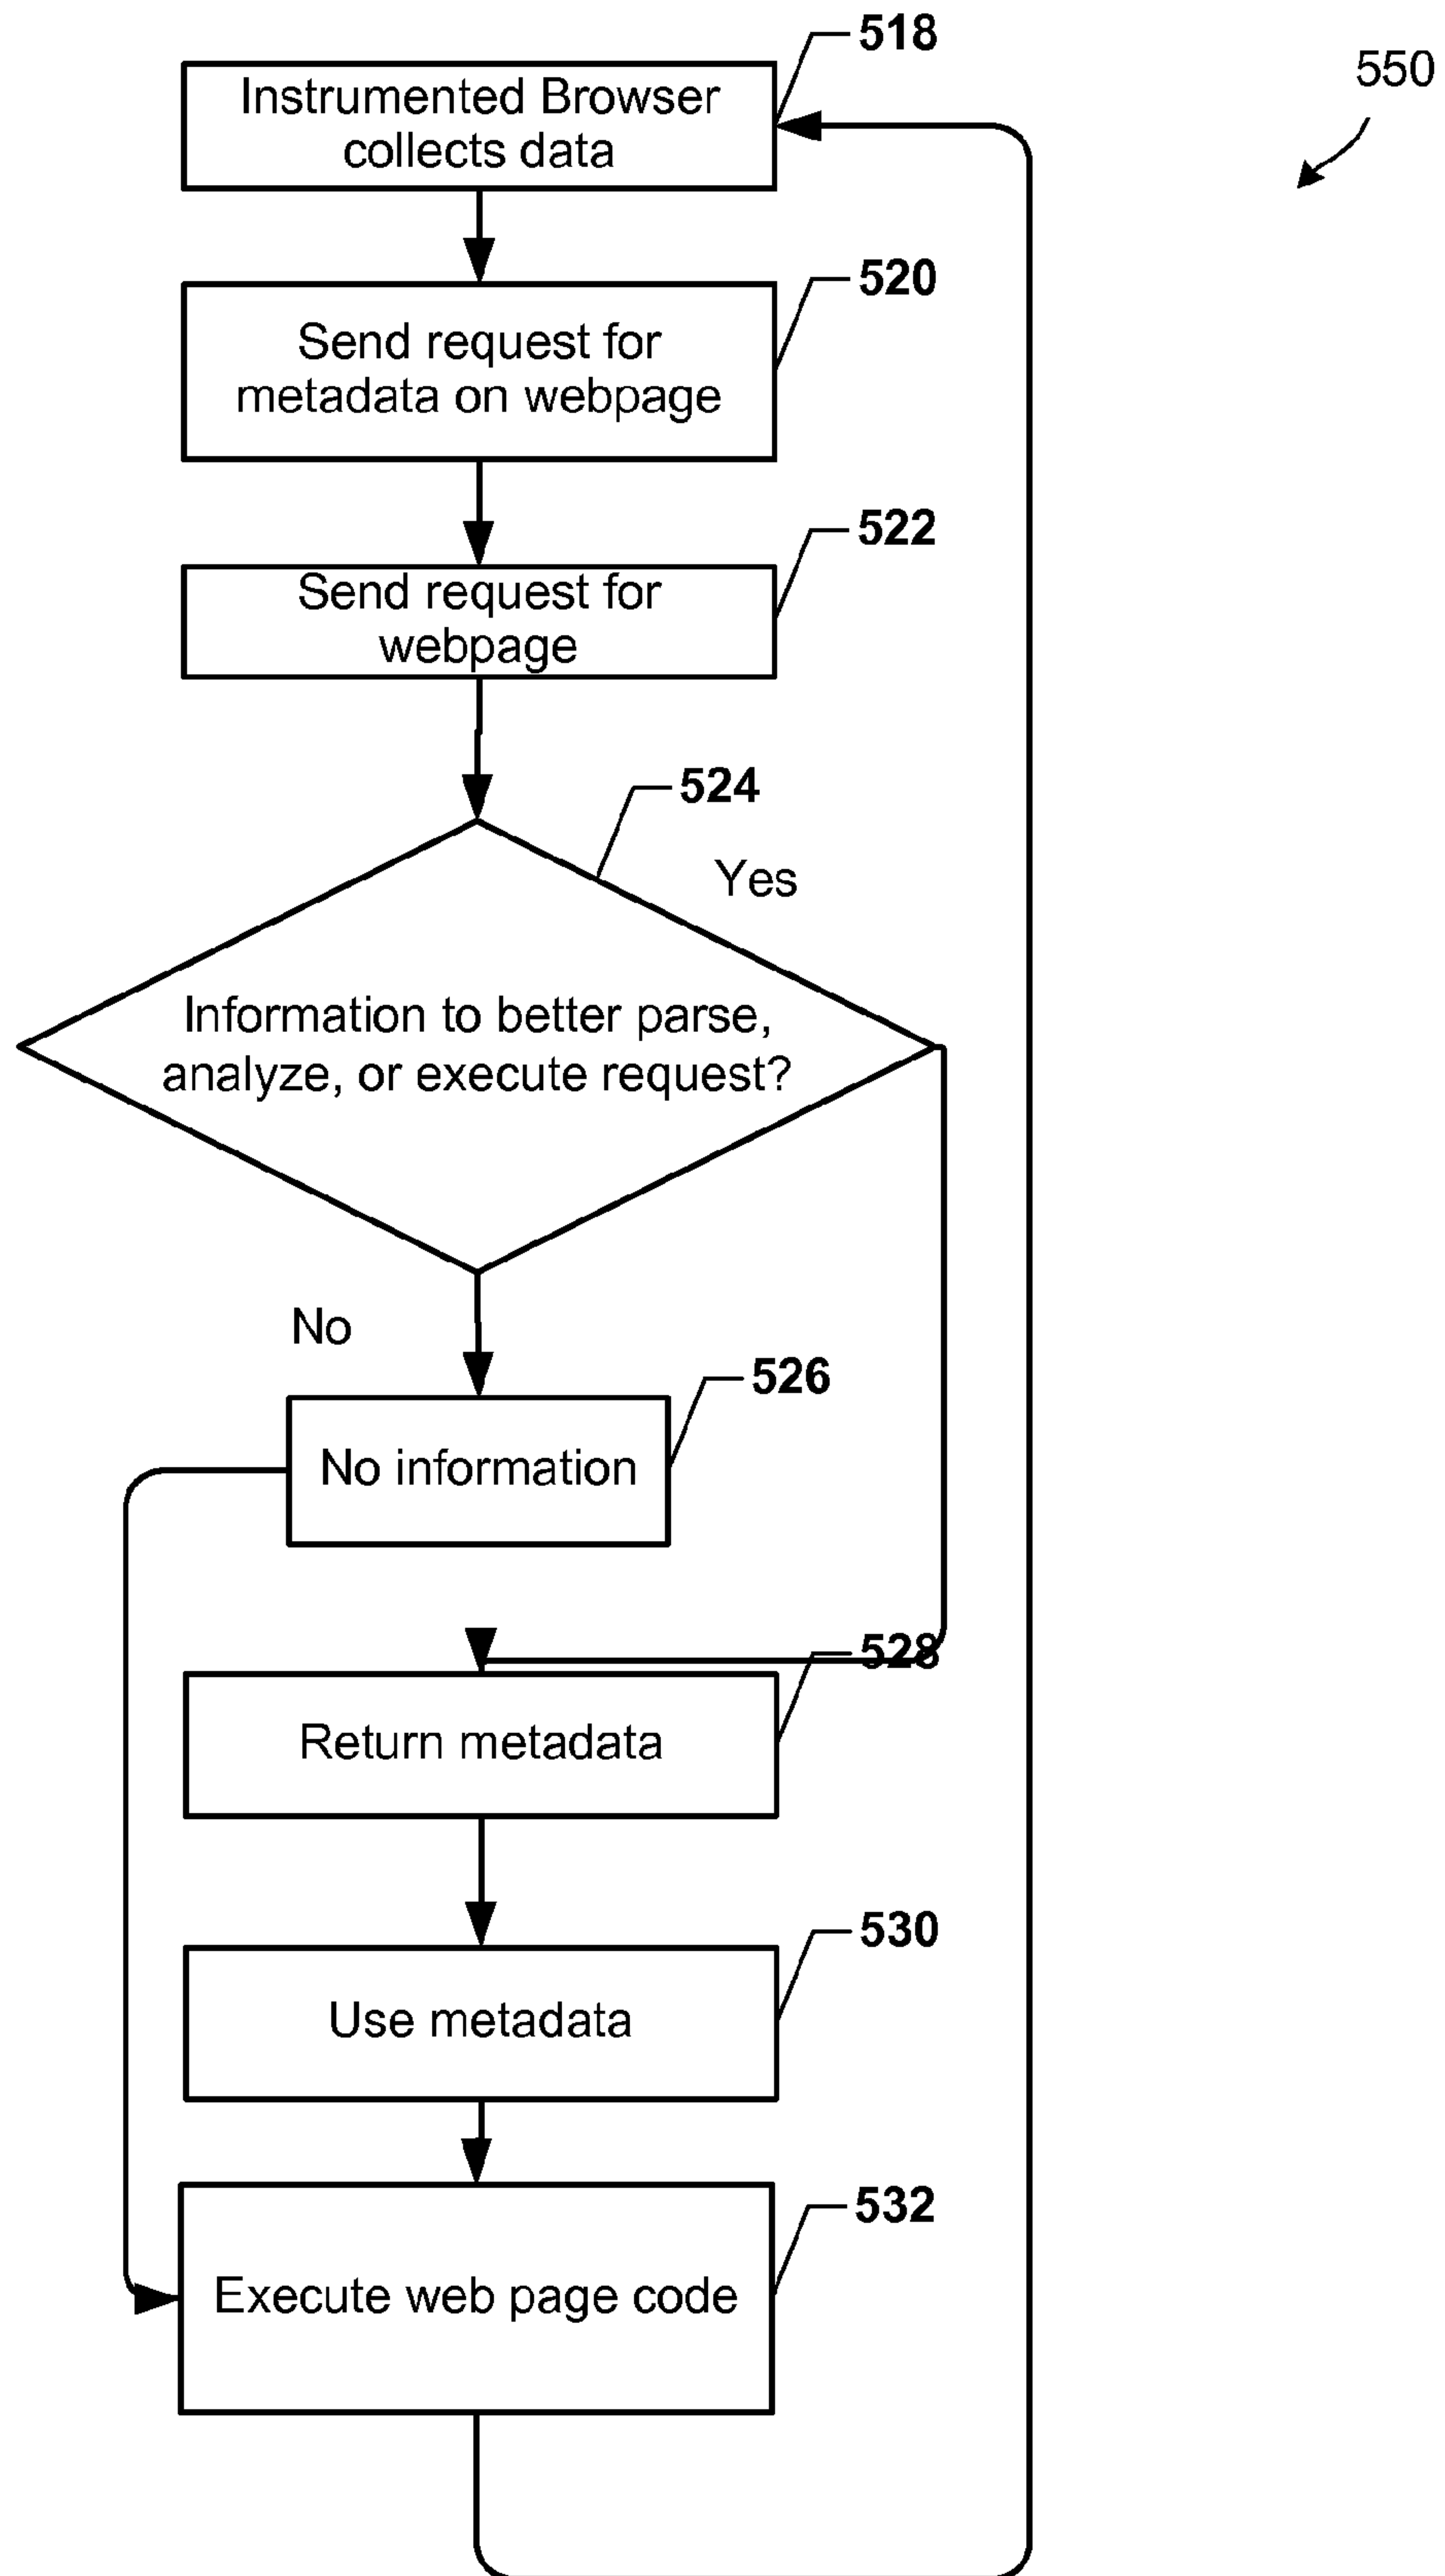 518
550
Instrumented Browser
collects data
520
Send request for
metadata on webpage
522
Send request for
webpage
524
Yes
Information to better parse,
analyze, or execute request?
No
526
No information
528
Return metadata
530
Use metadata
532
Execute web page code